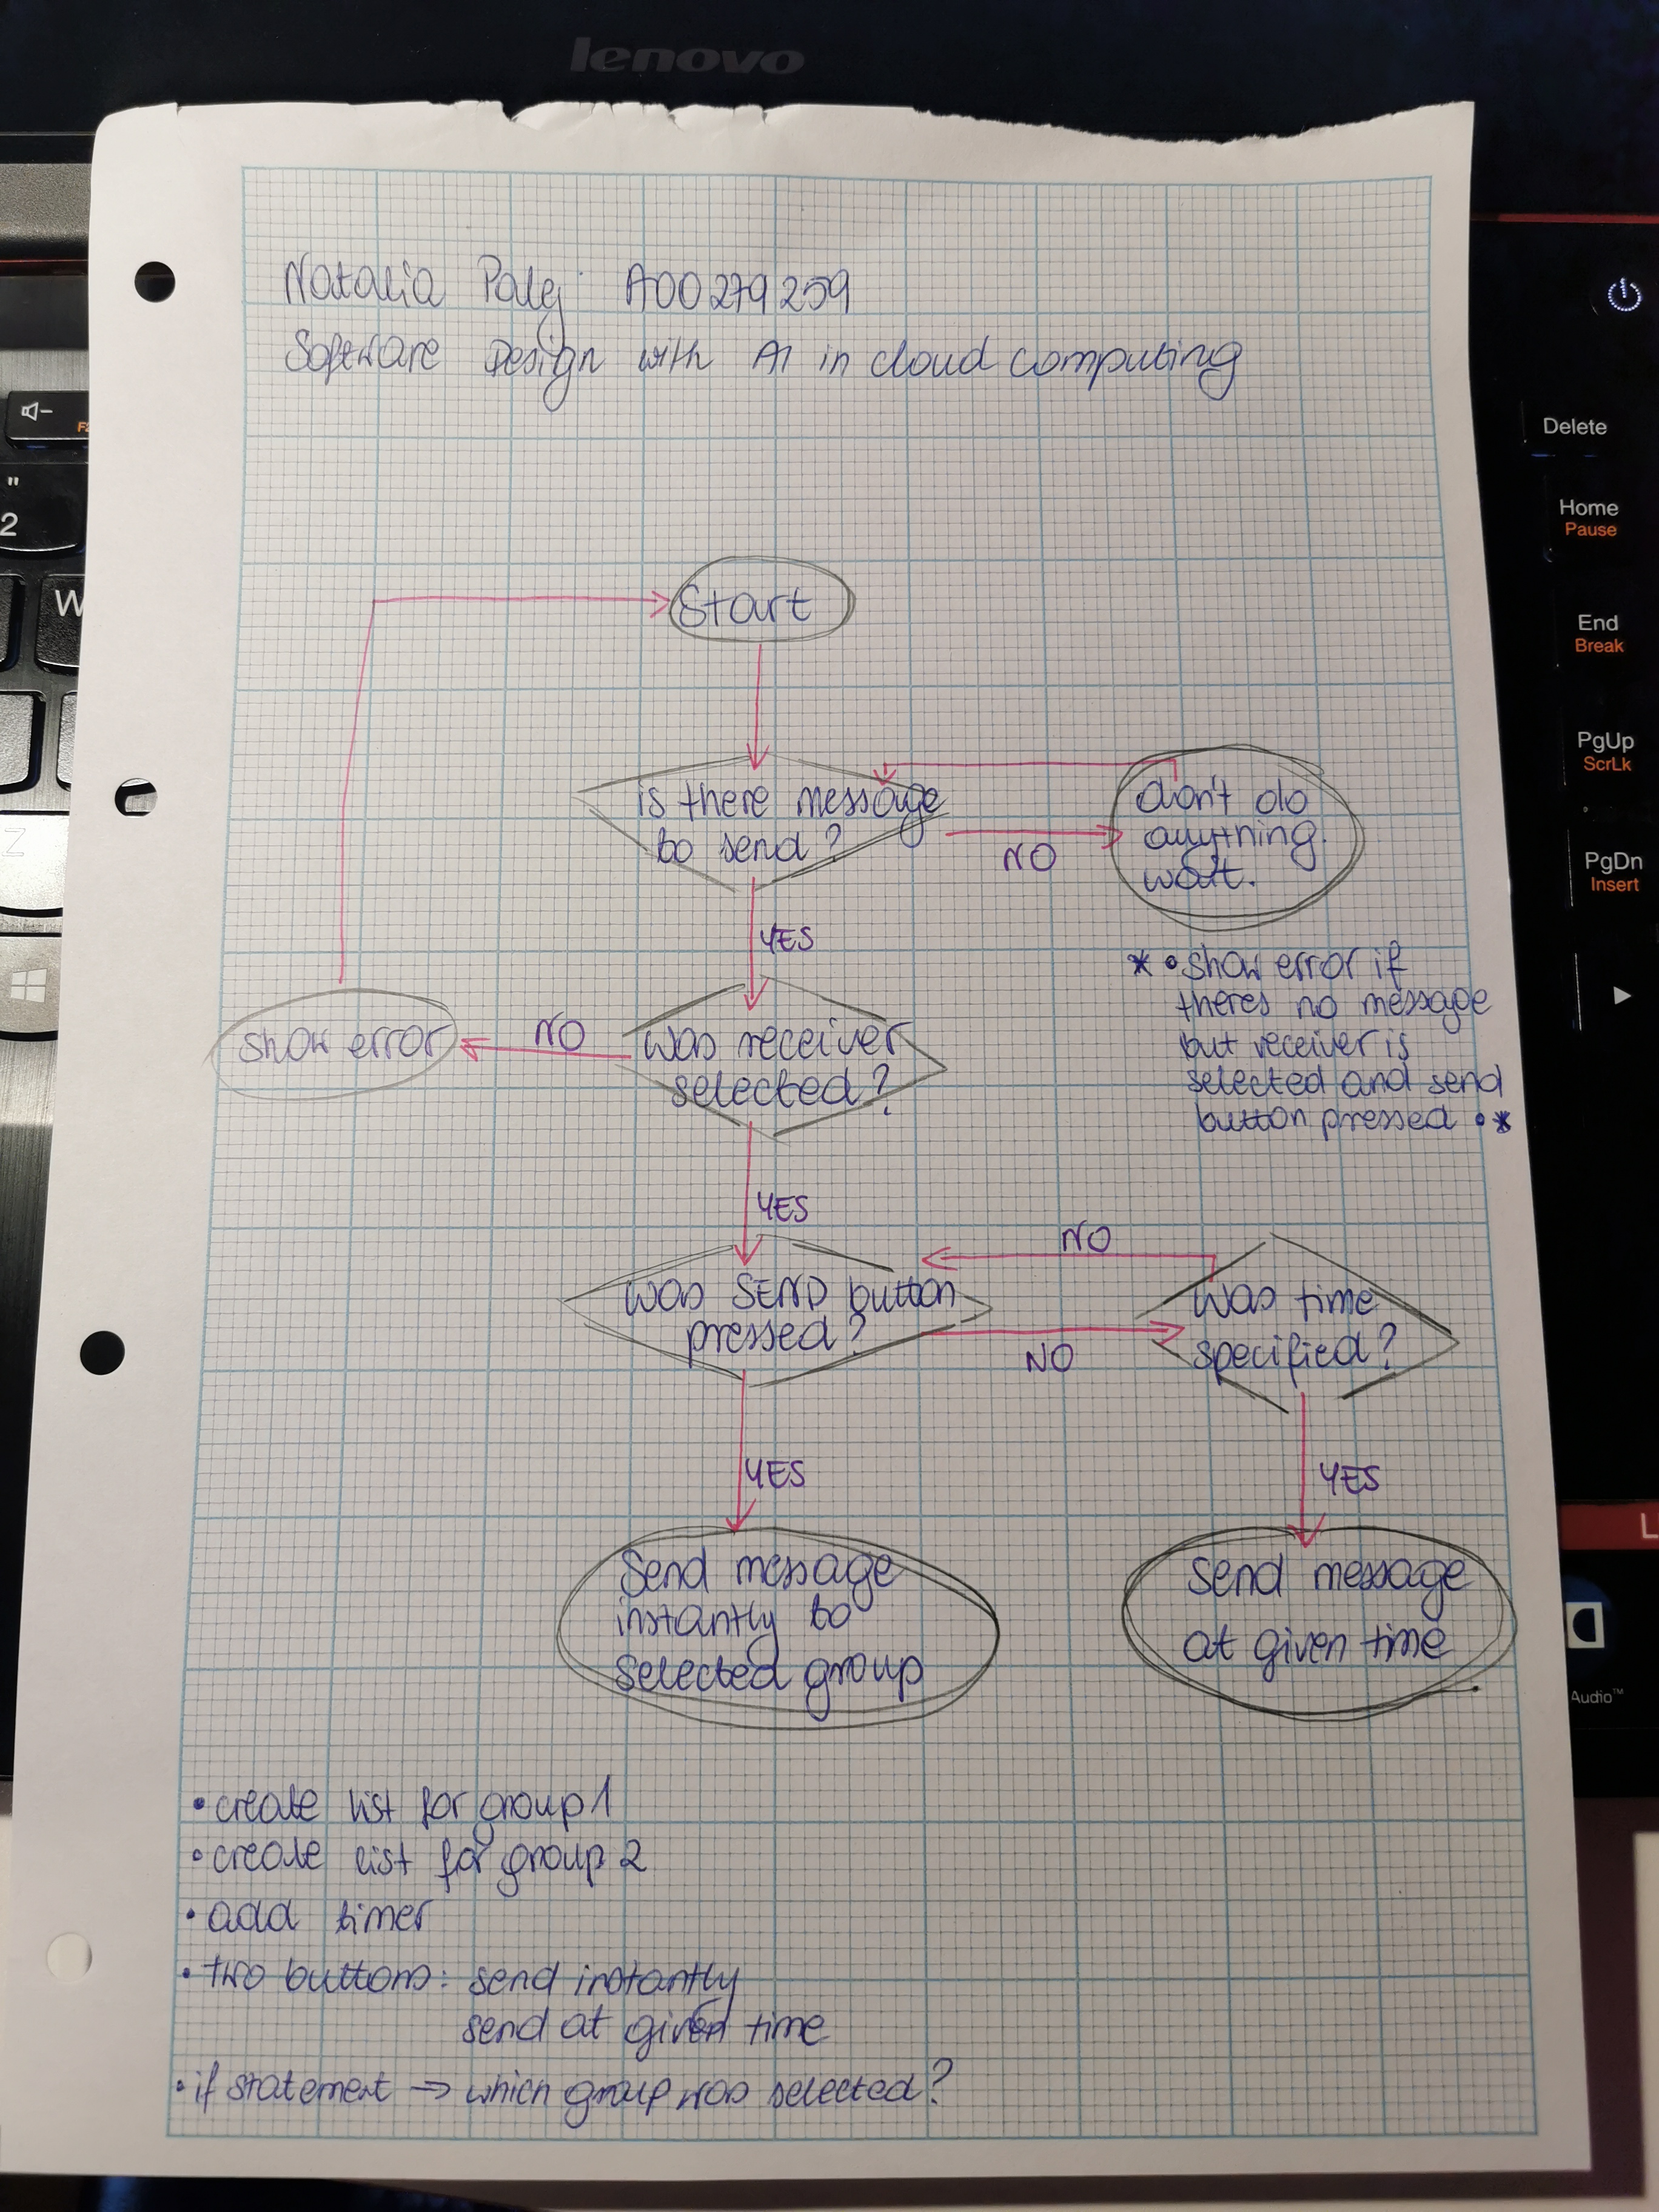 lenovo
Natalia Palej A00279259
Software Design with AI in cloud computing
Start
is there message
to send?
NO
don't do
anything.
wait.
YES
* • show error if
theres no message
but receiver is
selected and send
button pressed • *
show error
NO
was receiver
selected?
YES
was SEND button
pressed?
NO
NO
was time
specified?
YES
YES
Send message
instantly to
selected group
Send message
at given time
• create list for group 1
• create list for group 2
• add timer
• two buttons: send instantly
send at given time
• if statement → which group was selected?
Delete
Home
Pause
End
Break
PgUp
ScrLk
PgDn
Insert
"
2
W
Z
Audio™
L